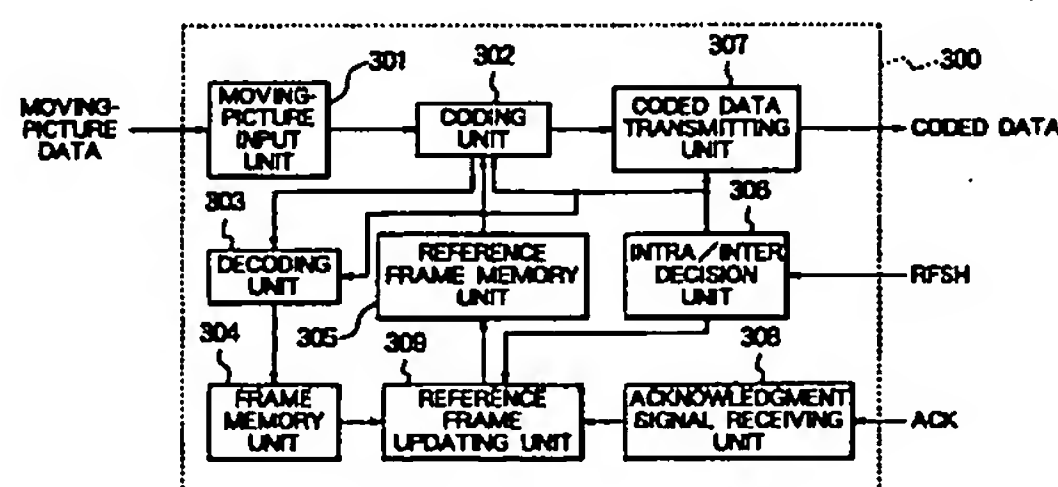 301
302
307
300
MOVING-
PICTURE
DATA
MOVING-
PICTURE
INPUT
UNIT
CODING
UNIT
CODED DATA
TRANSMITTING
UNIT
CODED DATA
303
306
DECODING
UNIT
REFERENCE
FRAME MEMORY
UNIT
INTRA/INTER
DECISION
UNIT
RFSH
304
305
309
308
FRAME
MEMORY
UNIT
REFERENCE
FRAME
UPDATING UNIT
ACKNOWLEDGMENT
SIGNAL RECEIVING
UNIT
ACK